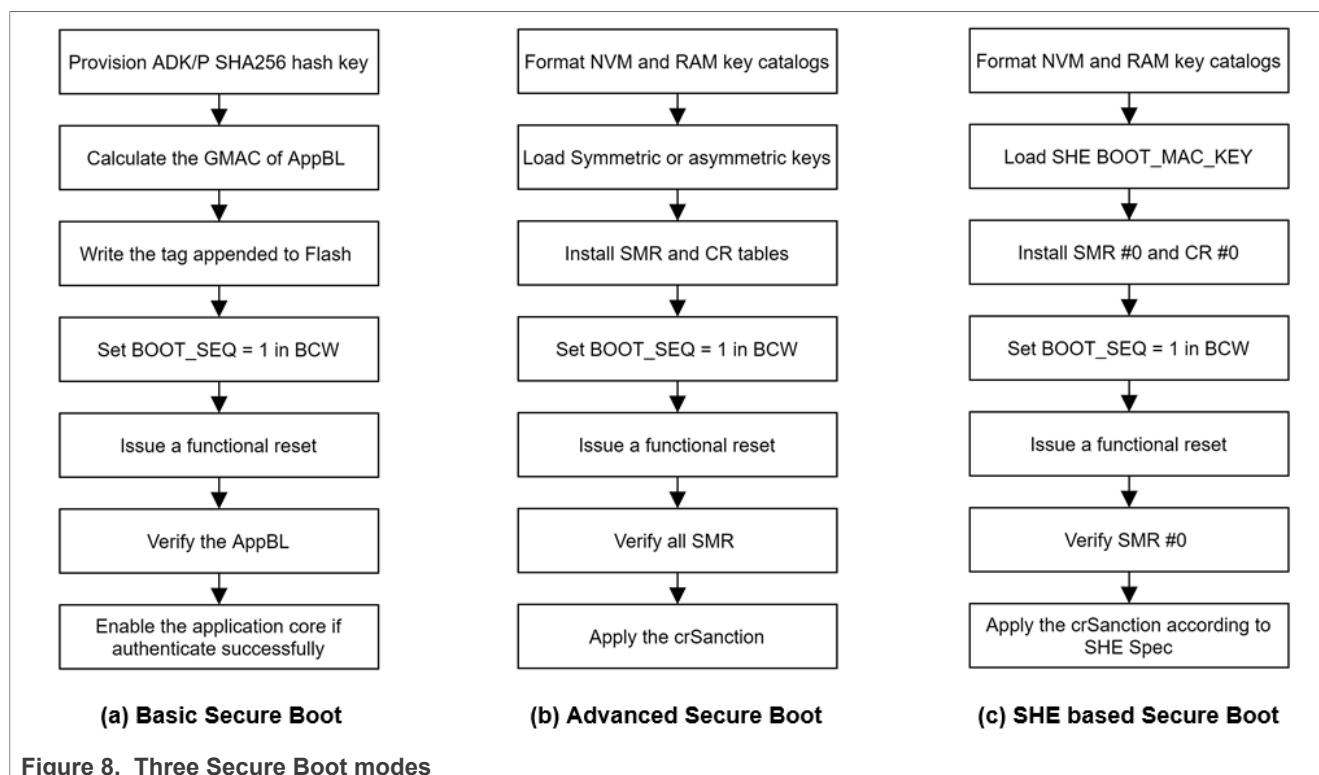 Provision ADK/P SHA256 hash key
Calculate the GMAC of AppBL
Write the tag appended to Flash
Set BOOT_SEQ = 1 in BCW
Issue a functional reset
Verify the AppBL
Enable the application core if
authenticate successfully
(a) Basic Secure Boot
Format NVM and RAM key catalogs
Load Symmetric or asymmetric keys
Install SMR and CR tables
Set BOOT_SEQ = 1 in BCW
Issue a functional reset
Verify all SMR
Apply the crSanction
(b) Advanced Secure Boot
Format NVM and RAM key catalogs
Load SHE BOOT_MAC_KEY
Install SMR #0 and CR #0
Set BOOT_SEQ = 1 in BCW
Issue a functional reset
Verify SMR #0
Apply the crSanction according to
SHE Spec
(c) SHE based Secure Boot
Figure 8. Three Secure Boot modes